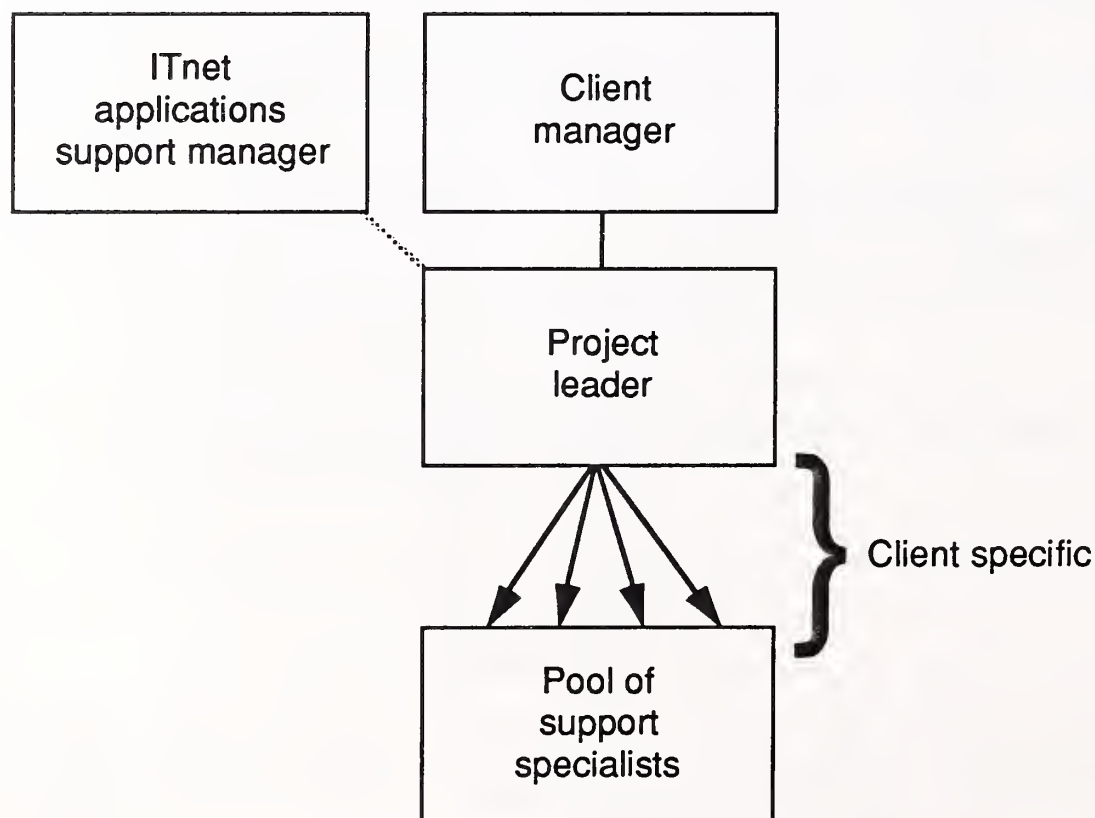 ITnet
applications
support manager
Client
manager
Project
leader
Client specific
Pool of
support
specialists